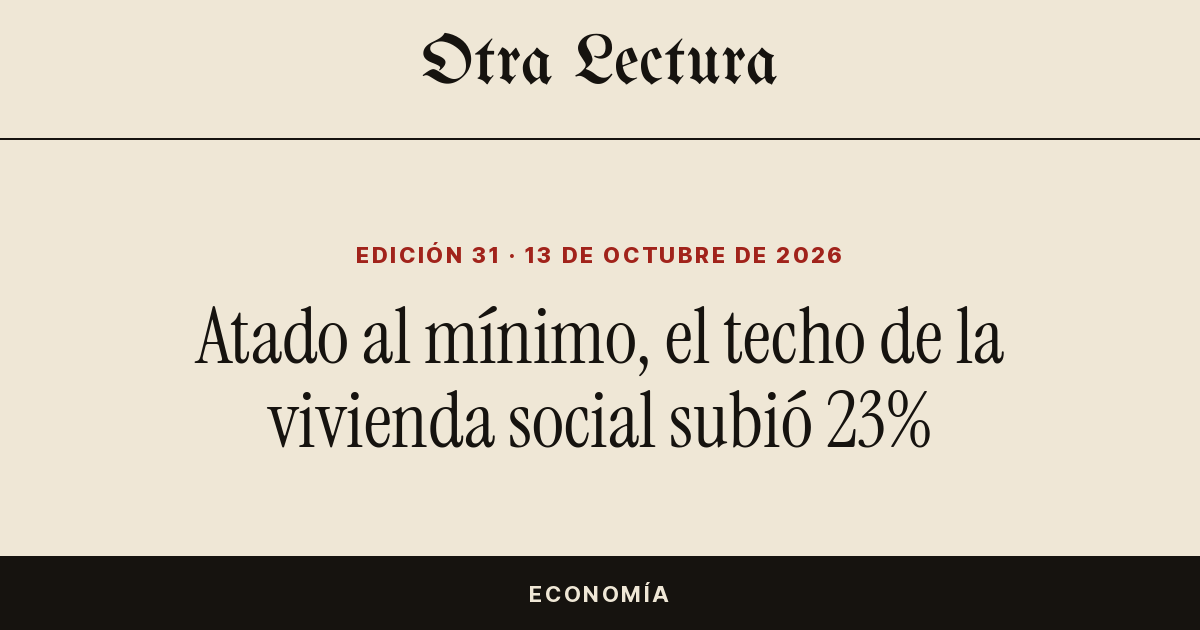 Otra Lectura
EDICIÓN 31 · 13 DE OCTUBRE DE 2026
Atado al mínimo, el techo de la
vivienda social subió 23%
ECONOMÍA